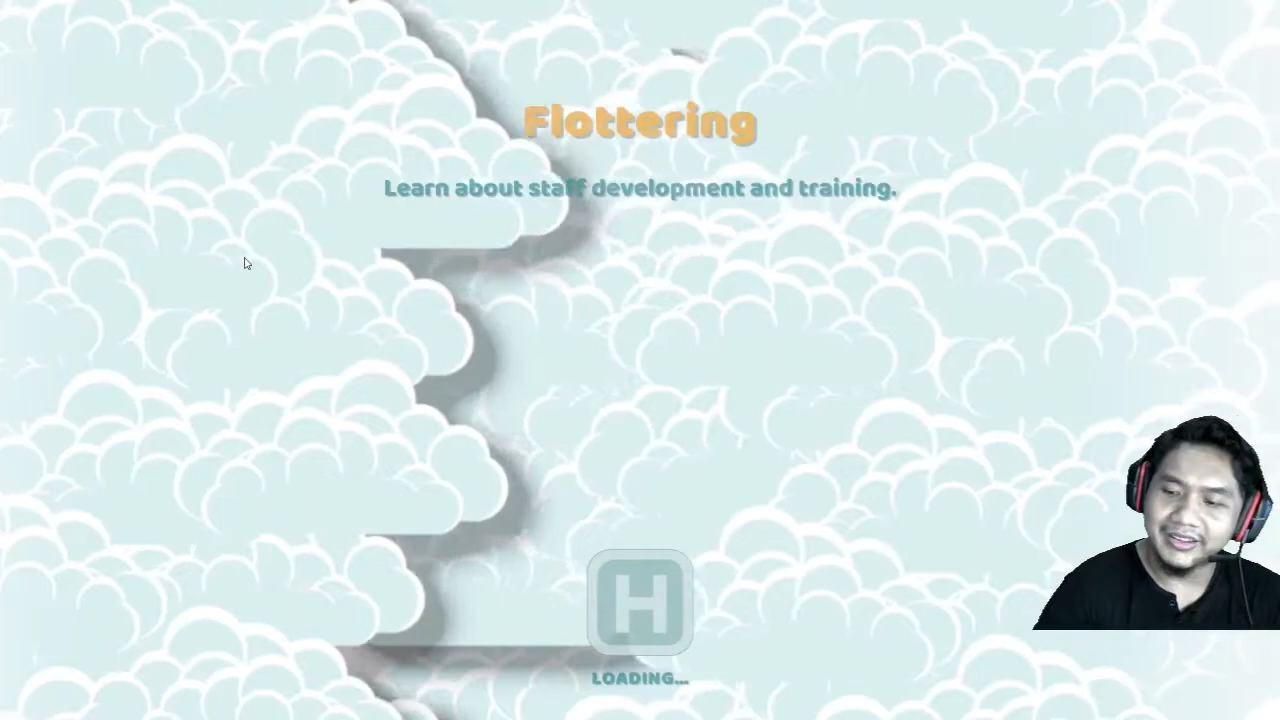 Flottering
Learn about staff development and training.
H
LOADING...